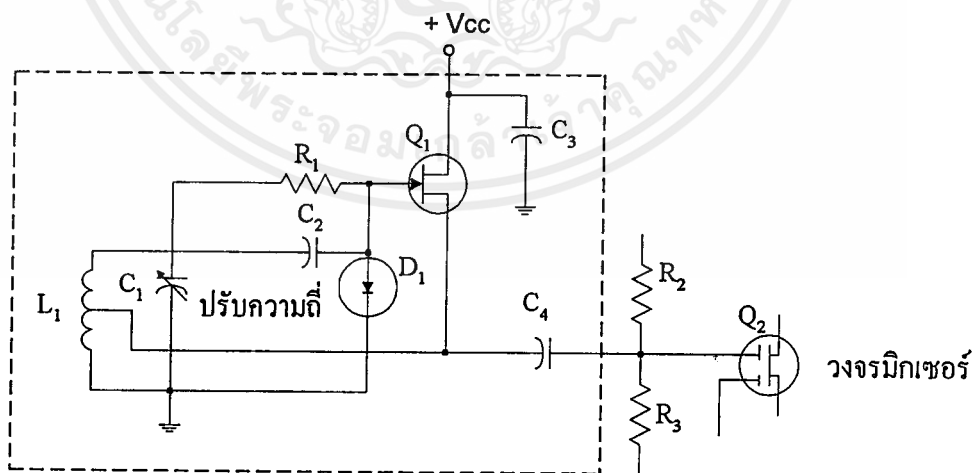 + Vcc
C₃
Q₁
R₁
C₂
D₁
L₁
C₁
ปรับความถี่
C₄
R₂
Q₂
วงจรมิกเซอร์
R₃